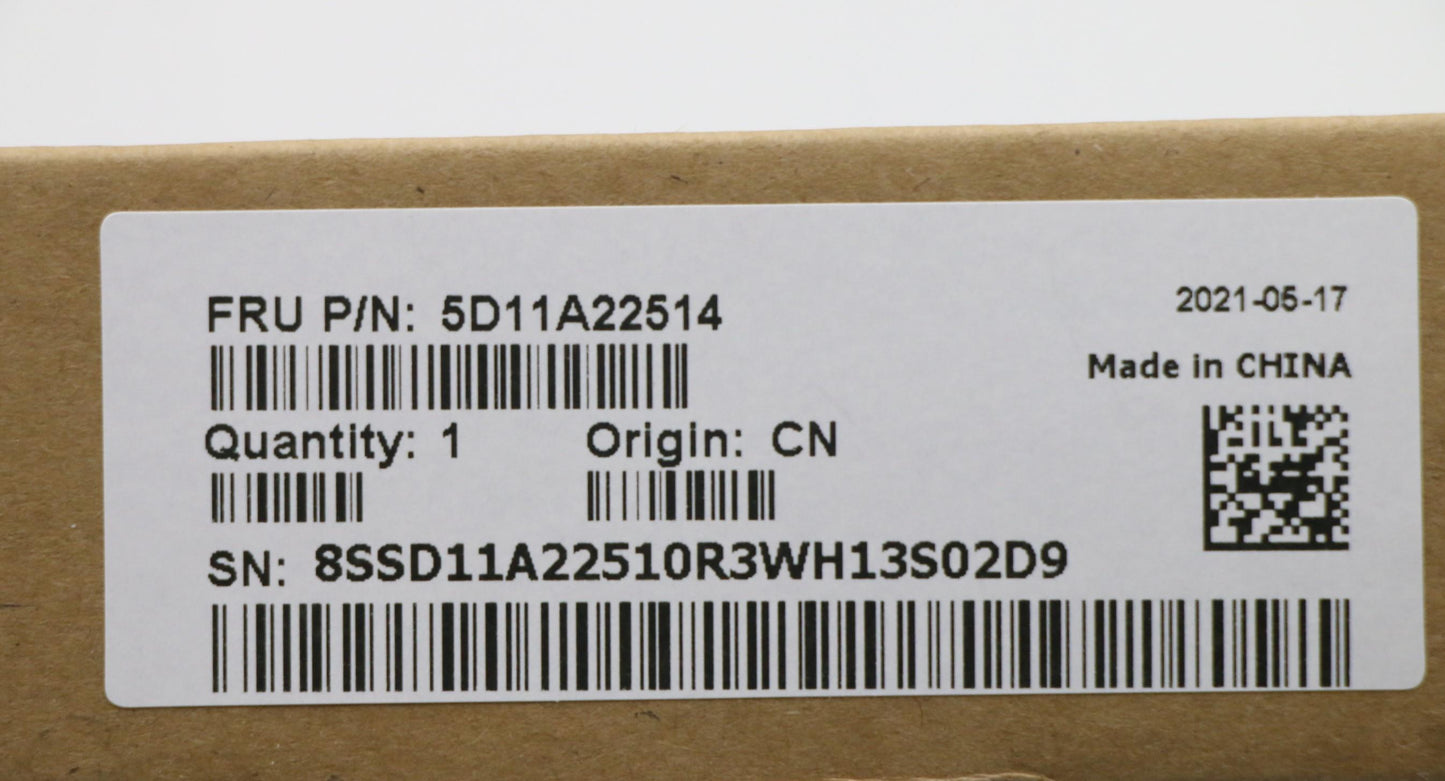 FRU P/N: 5D11A22514
2021-05-17
Made in CHINA
Quantity: 1 Origin: CN
SN: 8SSD11A22510R3WH13S02D9